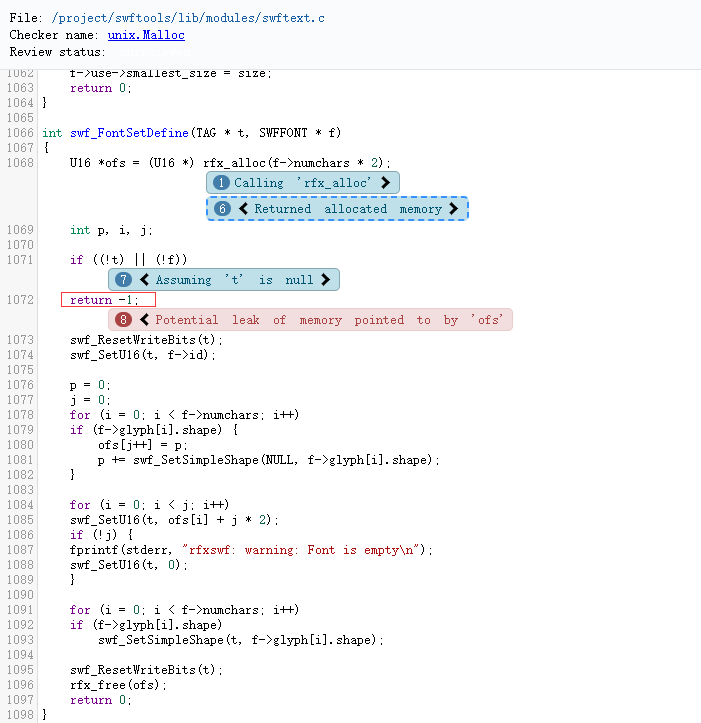 File: /project/swftools/lib/modules/swftext.c
Checker name: unix.Malloc
Review status:
1062 f->use->smallest_size = size;
1063 return 0;
1064 }
1065
1066 int swf_FontSetDefine(TAG * t, SWFFONT * f)
1067 {
1068 U16 *ofs = (U16 *) rfx_alloc(f->numchars * 2);
1 Calling 'rfx_alloc' >
6 < Returned allocated memory >
1069 int p, i, j;
1070
1071 if ((!t) || (!f))
7 < Assuming 't' is null >
1072 return -1;
8 < Potential leak of memory pointed to by 'ofs'
1073 swf_ResetWriteBits(t);
1074 swf_SetU16(t, f->id);
1075
1076 p = 0;
1077 j = 0;
1078 for (i = 0; i < f->numchars; i++)
1079 if (f->glyph[i].shape) {
1080 ofs[j++] = p;
1081 p += swf_SetSimpleShape(NULL, f->glyph[i].shape);
1082 }
1083
1084 for (i = 0; i < j; i++)
1085 swf_SetU16(t, ofs[i] + j * 2);
1086 if (!j) {
1087 fprintf(stderr, "rfxswf: warning: Font is empty\n");
1088 swf_SetU16(t, 0);
1089 }
1090
1091 for (i = 0; i < f->numchars; i++)
1092 if (f->glyph[i].shape)
1093 swf_SetSimpleShape(t, f->glyph[i].shape);
1094
1095 swf_ResetWriteBits(t);
1096 rfx_free(ofs);
1097 return 0;
1098 }